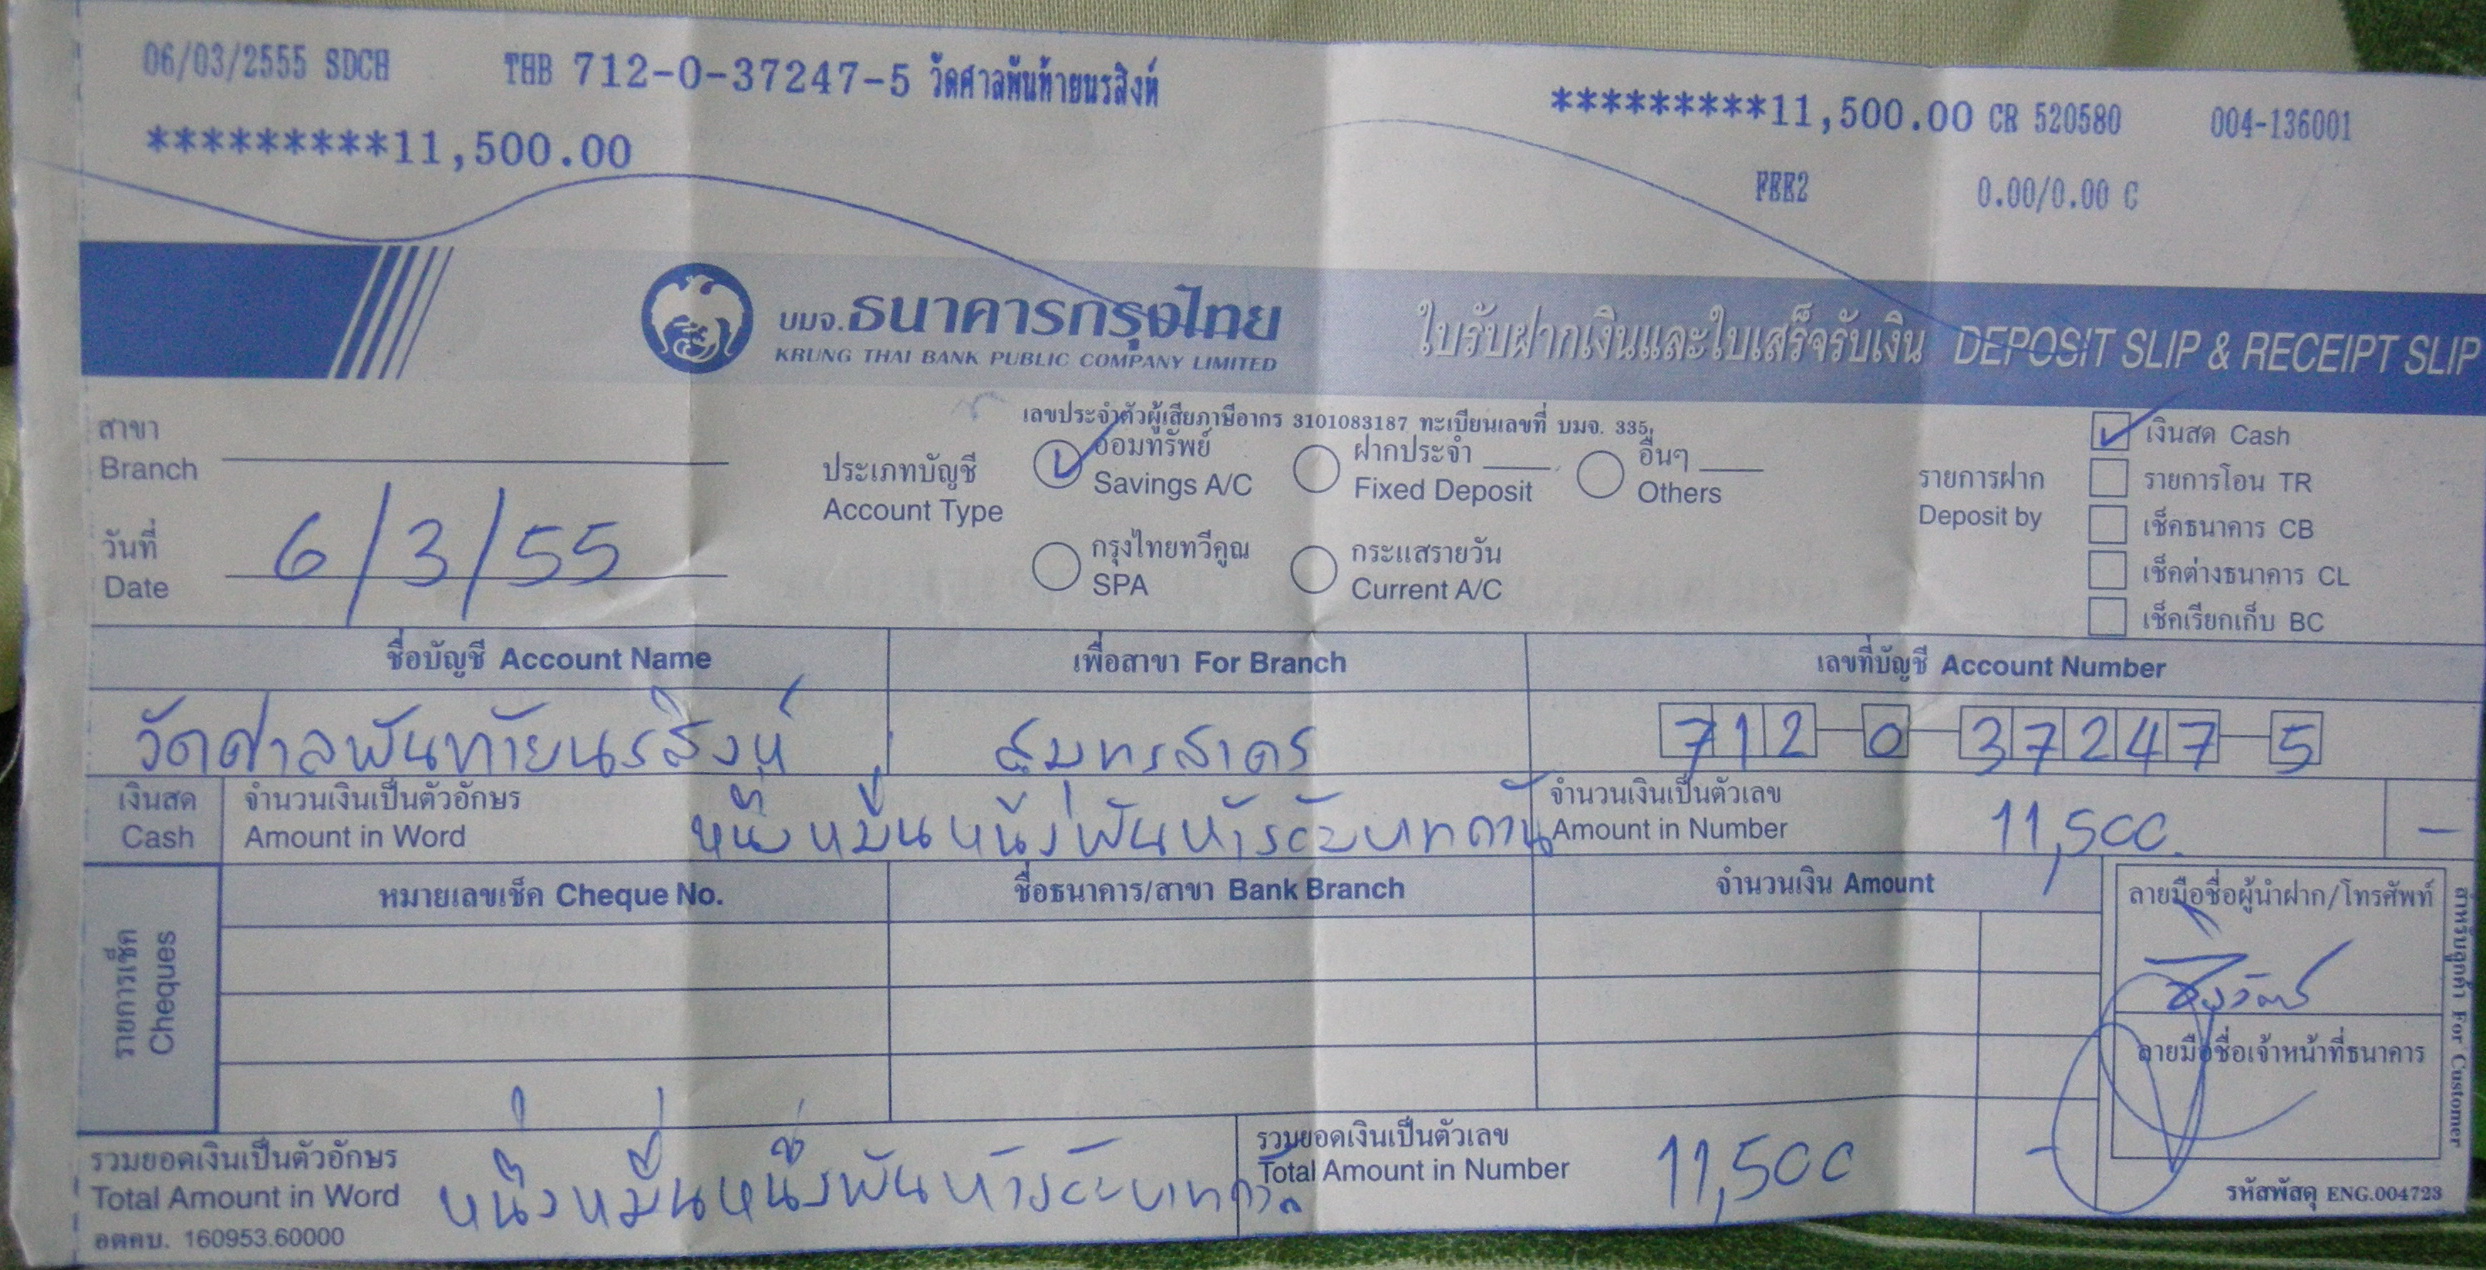 06/03/2555 SDCH THB 712-0-37247-5 วัดศาลพันท้ายนรสิงห์ *********11,500.00 CR 520580 004-136001
*********11,500.00 FEE2 0.00/0.00 C
บมจ.ธนาคารกรุงไทย ใบรับฝากเงินและใบเสร็จรับเงิน DEPOSIT SLIP & RECEIPT SLIP
KRUNG THAI BANK PUBLIC COMPANY LIMITED
เลขประจำตัวผู้เสียภาษีอากร 3101083187 ทะเบียนเลขที่ บมจ. 335
สาขา
Branch
วันที่
Date
6/3/55
ประเภทบัญชี
Account Type
ออมทรัพย์
Savings A/C
ฝากประจำ
Fixed Deposit
อื่นๆ
Others
กรุงไทยทวีคูณ
SPA
กระแสรายวัน
Current A/C
รายการฝาก
Deposit by
เงินสด Cash
รายการโอน TR
เช็คธนาคาร CB
เช็คต่างธนาคาร CL
เช็คเรียกเก็บ BC
ชื่อบัญชี Account Name เพื่อสาขา For Branch เลขที่บัญชี Account Number
วัดศาลพันท้ายนรสิงห์ สมุทรสาคร 712-0-37247-5
เงินสด
Cash
จำนวนเงินเป็นตัวอักษร
Amount in Word
หนึ่งหมื่นหนึ่งพันห้าร้อยบาทถ้วน
จำนวนเงินเป็นตัวเลข
Amount in Number
11,500 –
รายการเช็ค
Cheques
หมายเลขเช็ค Cheque No. ชื่อธนาคาร/สาขา Bank Branch จำนวนเงิน Amount
ลายมือชื่อผู้นำฝาก/โทรศัพท์
ลายมือชื่อเจ้าหน้าที่ธนาคาร
สำหรับลูกค้า For Customer
รวมยอดเงินเป็นตัวอักษร
Total Amount in Word
หนึ่งหมื่นหนึ่งพันห้าร้อยบาทถ้วน
รวมยอดเงินเป็นตัวเลข
Total Amount in Number
11,500 –
อตคบ. 160953.60000
รหัสพัสดุ ENG.004723